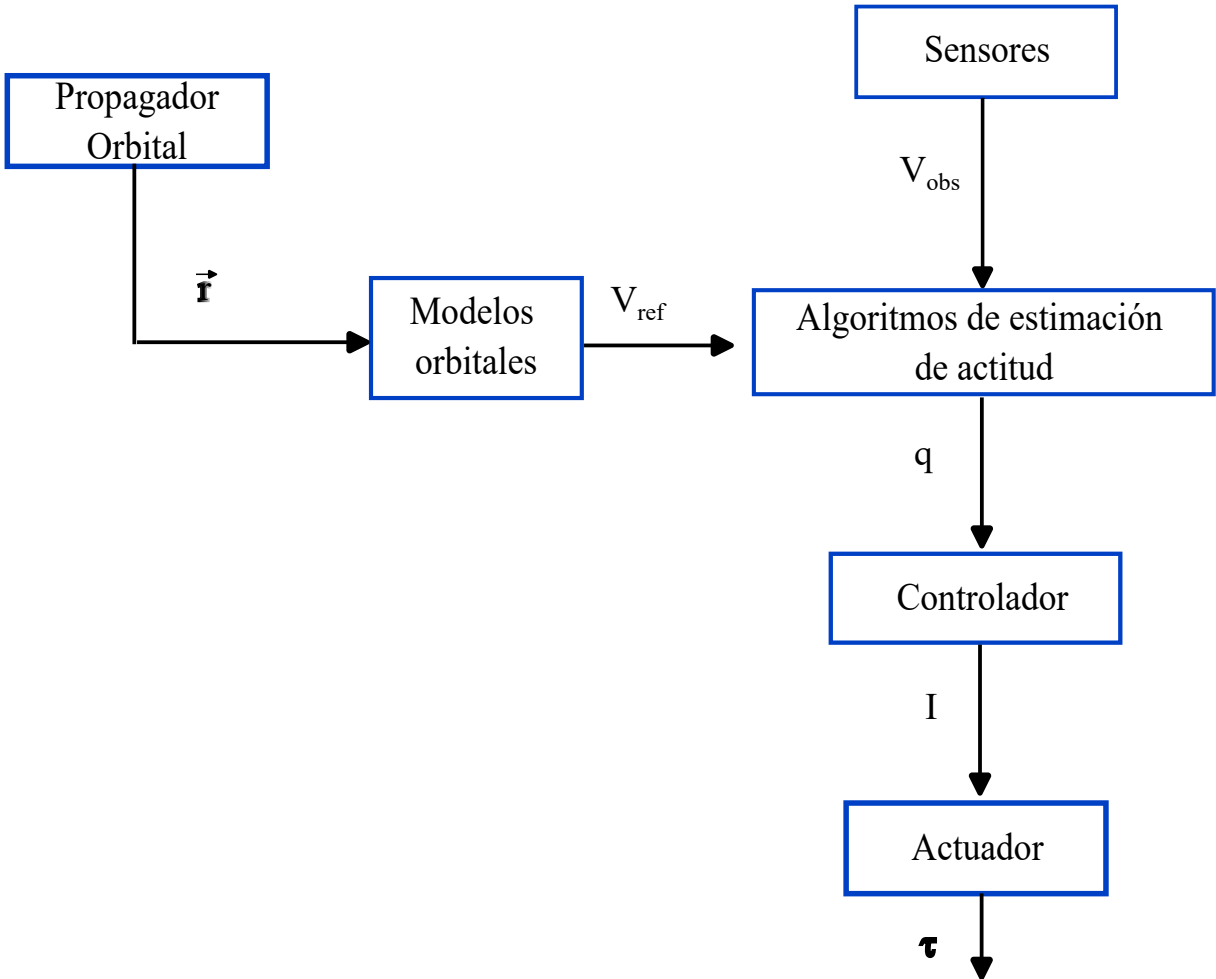 Sensores
Propagador
Orbital
V_obs
r⃗
Modelos
orbitales
V_ref
Algoritmos de estimación
de actitud
q
Controlador
I
Actuador
τ